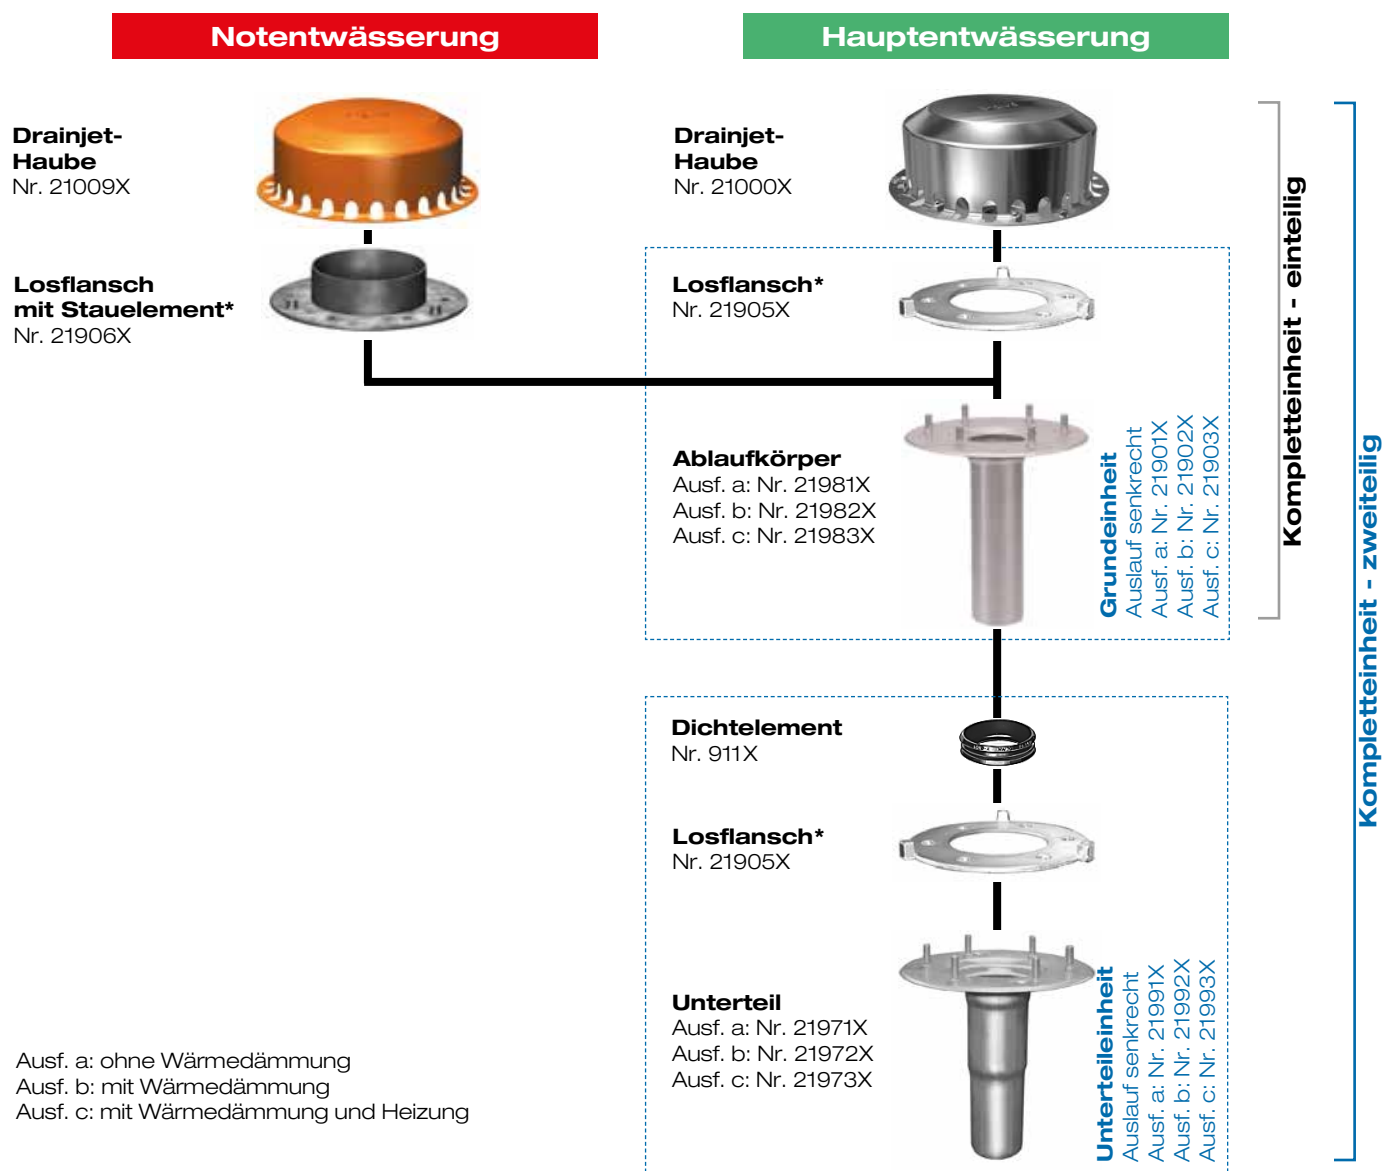 Notentwässerung
Hauptentwässerung
Drainjet-
Haube
Nr. 21009X
Drainjet-
Haube
Nr. 21000X
Losflansch
mit Stauelement*
Nr. 21906X
Losflansch*
Nr. 21905X
Ablaufkörper
Ausf. a: Nr. 21981X
Ausf. b: Nr. 21982X
Ausf. c: Nr. 21983X
Grundeinheit
Auslauf senkrecht
Ausf. a: Nr. 21901X
Ausf. b: Nr. 21902X
Ausf. c: Nr. 21903X
Kompletteinheit - einteilig
Kompletteinheit - zweiteilig
Dichtelement
Nr. 911X
Losflansch*
Nr. 21905X
Unterteil
Ausf. a: Nr. 21971X
Ausf. b: Nr. 21972X
Ausf. c: Nr. 21973X
Unterteileinheit
Auslauf senkrecht
Ausf. a: Nr. 21991X
Ausf. b: Nr. 21992X
Ausf. c: Nr. 21993X
Ausf. a: ohne Wärmedämmung
Ausf. b: mit Wärmedämmung
Ausf. c: mit Wärmedämmung und Heizung